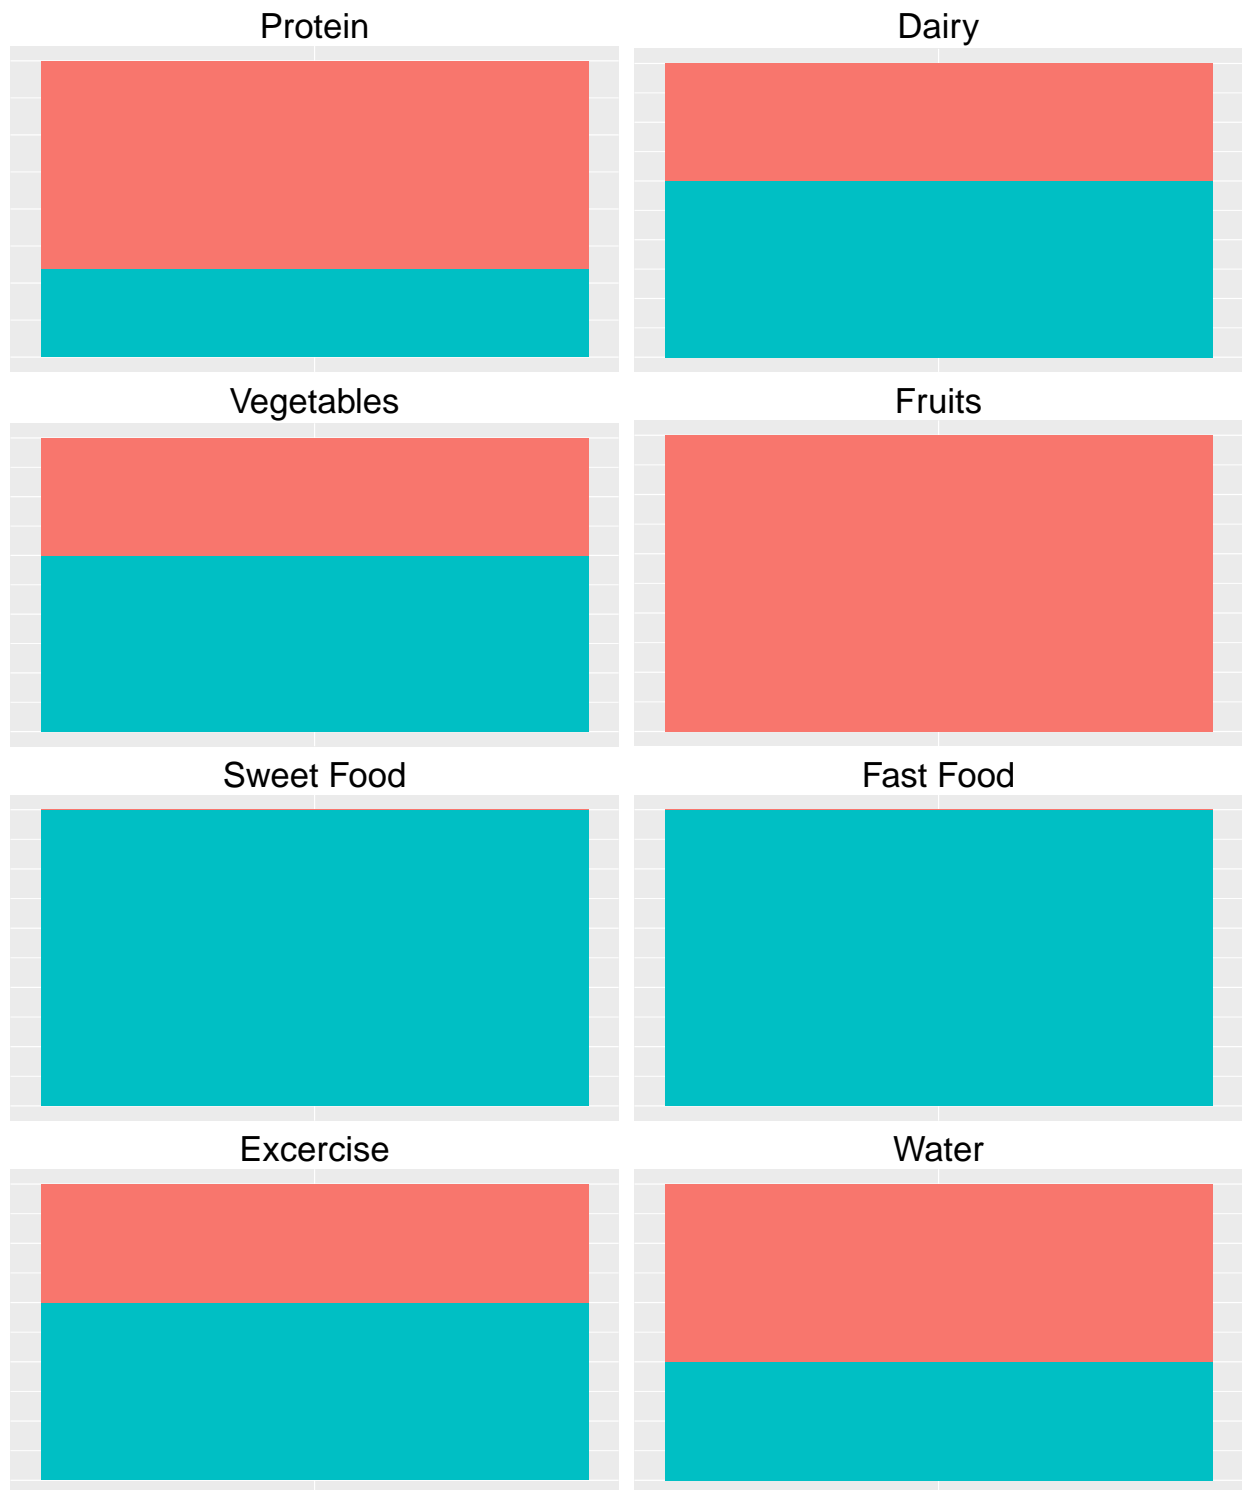 Protein
Dairy
Vegetables
Fruits
Sweet Food
Fast Food
Excercise
Water